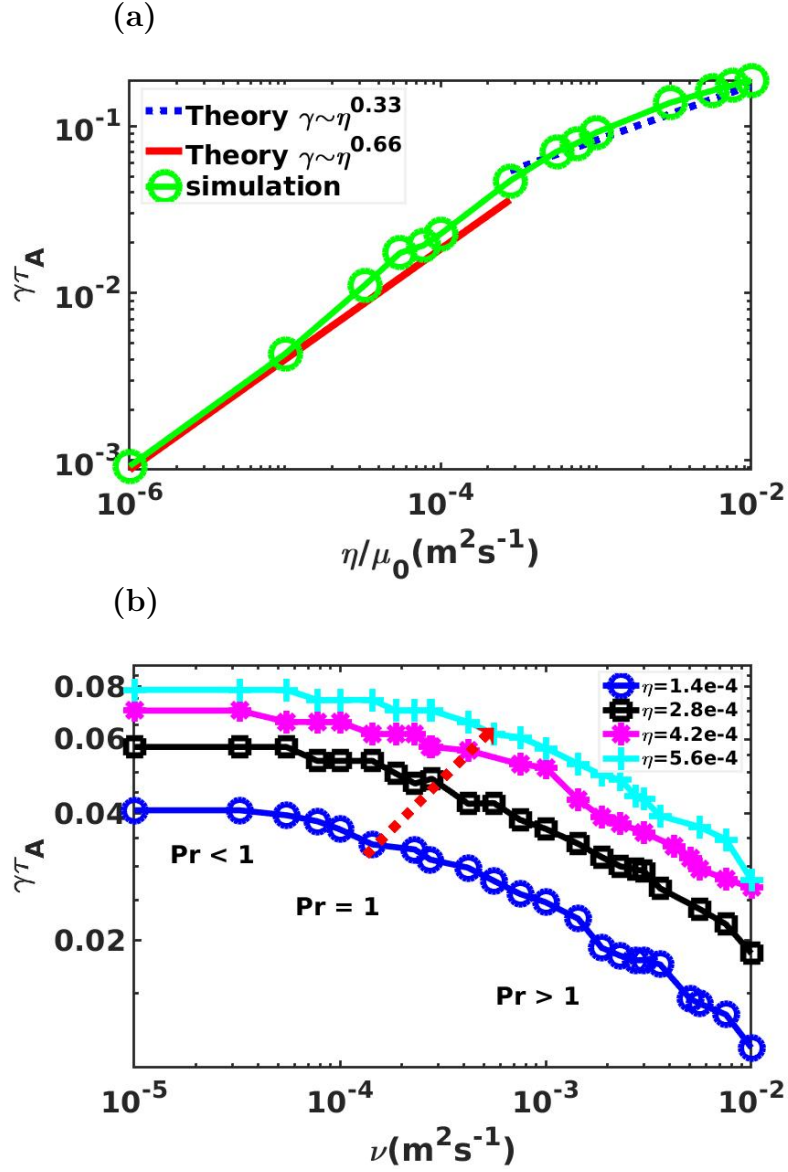 (a)
10⁻¹
10⁻²
10⁻³
γτ_A
Theory γ~η^0.33
Theory γ~η^0.66
simulation
10⁻⁶ 10⁻⁴ 10⁻²
η/μ₀(m²s⁻¹)
(b)
0.08
0.06
0.04
0.02
γτ_A
η=1.4e-4
η=2.8e-4
η=4.2e-4
η=5.6e-4
Pr < 1
Pr = 1
Pr > 1
10⁻⁵ 10⁻⁴ 10⁻³ 10⁻²
ν(m²s⁻¹)